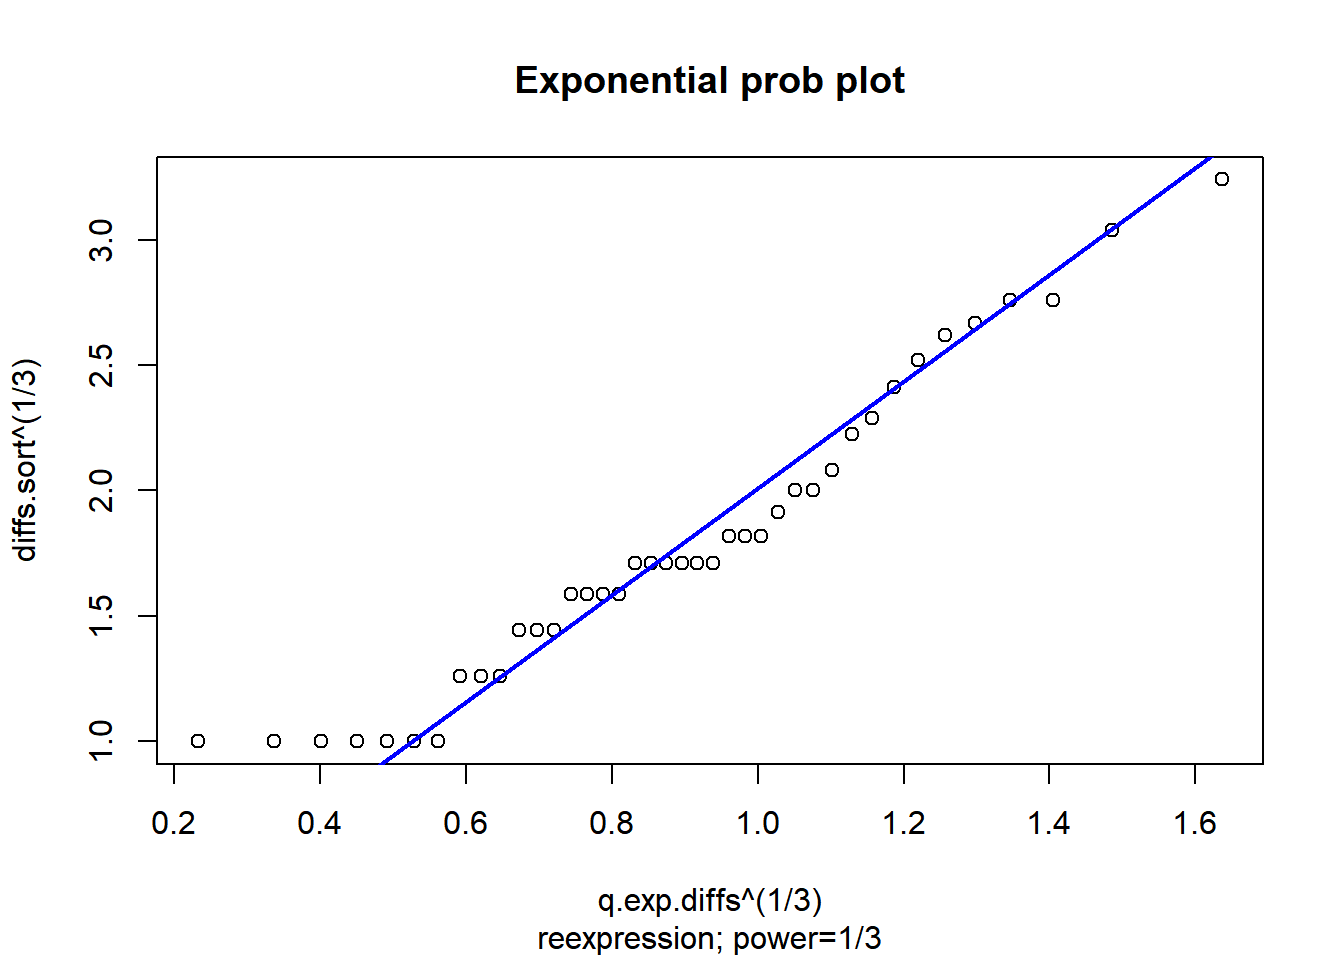 Exponential prob plot
diffs.sort^(1/3)
3.0
2.5
2.0
1.5
1.0
0.2 0.4 0.6 0.8 1.0 1.2 1.4 1.6
q.exp.diffs^(1/3)
reexpression; power=1/3